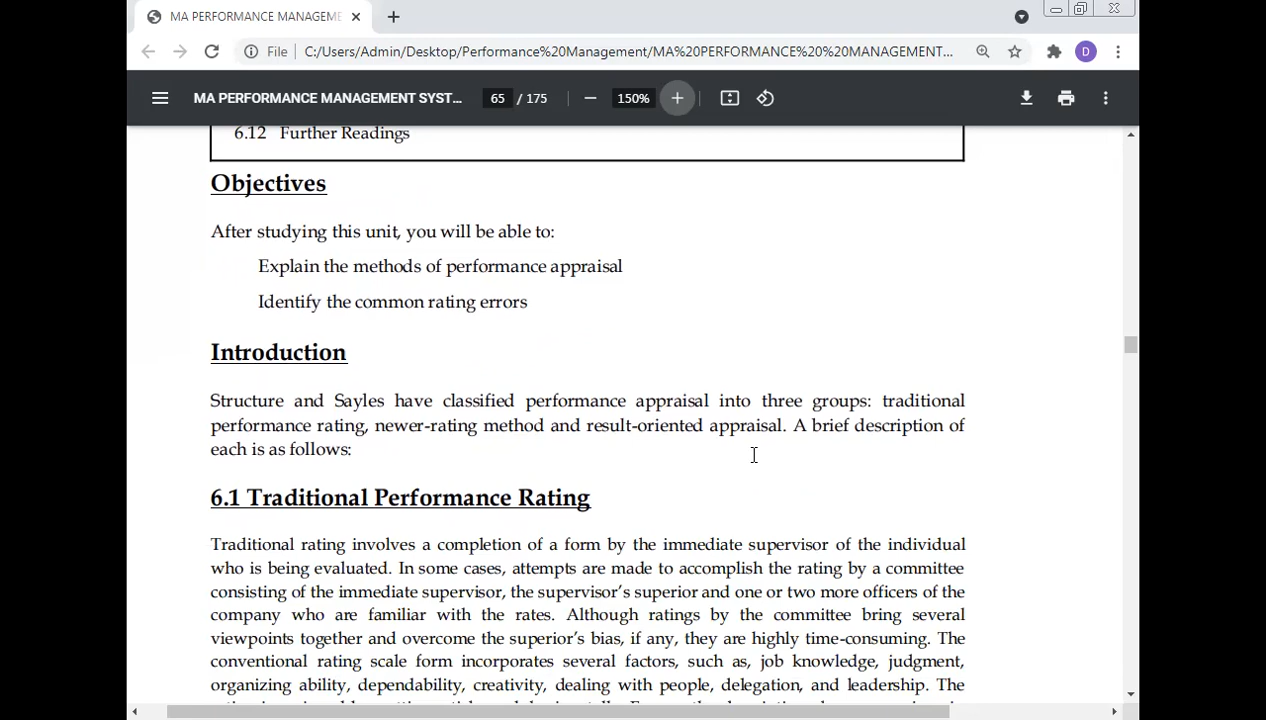 MA PERFORMANCE MANAGEME
File C:/Users/Admin/Desktop/Performance%20Management/MA%20PERFORMANCE%20%20MANAGEMENT... D
MA PERFORMANCE MANAGEMENT SYST... 65 / 175 150%
6.12 Further Readings
Objectives
After studying this unit, you will be able to:
Explain the methods of performance appraisal
Identify the common rating errors
Introduction
Structure and Sayles have classified performance appraisal into three groups: traditional
performance rating, newer-rating method and result-oriented appraisal. A brief description of
each is as follows:
6.1 Traditional Performance Rating
Traditional rating involves a completion of a form by the immediate supervisor of the individual
who is being evaluated. In some cases, attempts are made to accomplish the rating by a committee
consisting of the immediate supervisor, the supervisor's superior and one or two more officers of the
company who are familiar with the rates. Although ratings by the committee bring several
viewpoints together and overcome the superior's bias, if any, they are highly time-consuming. The
conventional rating scale form incorporates several factors, such as, job knowledge, judgment,
organizing ability, dependability, creativity, dealing with people, delegation, and leadership. The